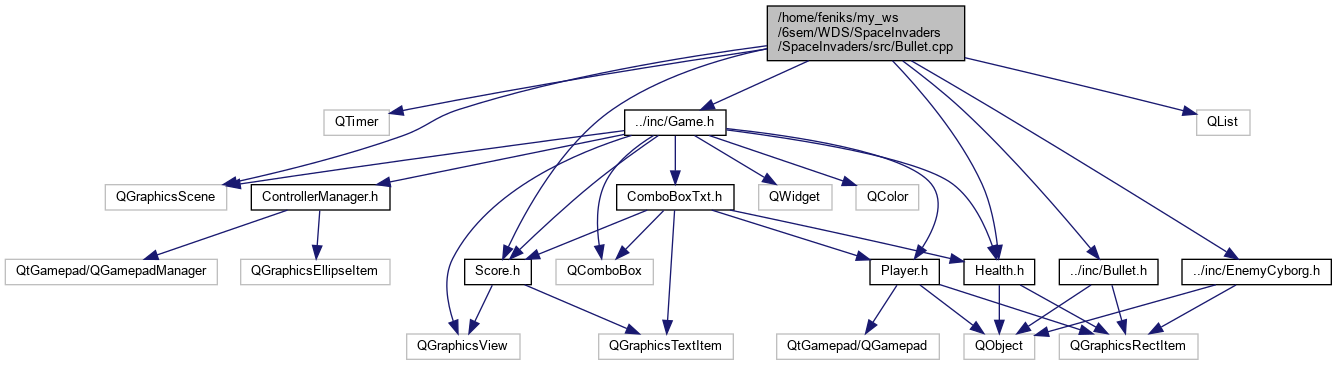 /home/feniks/my_ws
/6sem/WDS/SpaceInvaders
/SpaceInvaders/src/Bullet.cpp
QTimer
../inc/Game.h
QList
QGraphicsScene
ControllerManager.h
ComboBoxTxt.h
QWidget
QColor
QtGamepad/QGamepadManager
QGraphicsEllipseItem
Score.h
QComboBox
Player.h
Health.h
../inc/Bullet.h
../inc/EnemyCyborg.h
QGraphicsView
QGraphicsTextItem
QtGamepad/QGamepad
QObject
QGraphicsRectItem